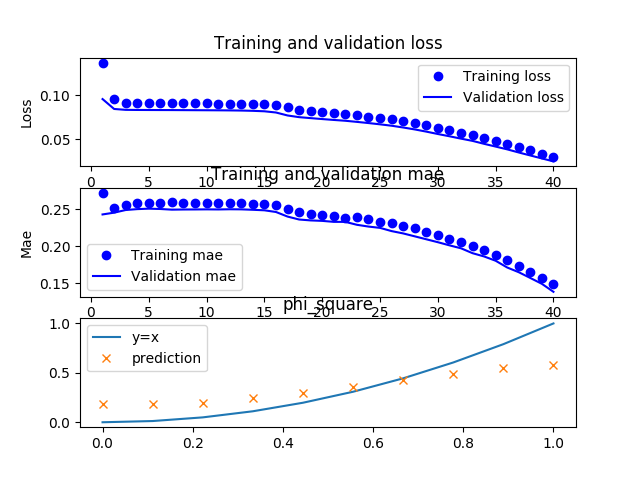 Training and validation loss
Loss
0.10
0.05
Training loss
Validation loss
0 5 10 15 20 25 30 35 40
Training and validation mae
Mae
0.25
0.20
0.15
Training mae
Validation mae
0 5 10 15 20 25 30 35 40
phi_square
1.0
0.5
0.0
y=x
prediction
0.0 0.2 0.4 0.6 0.8 1.0